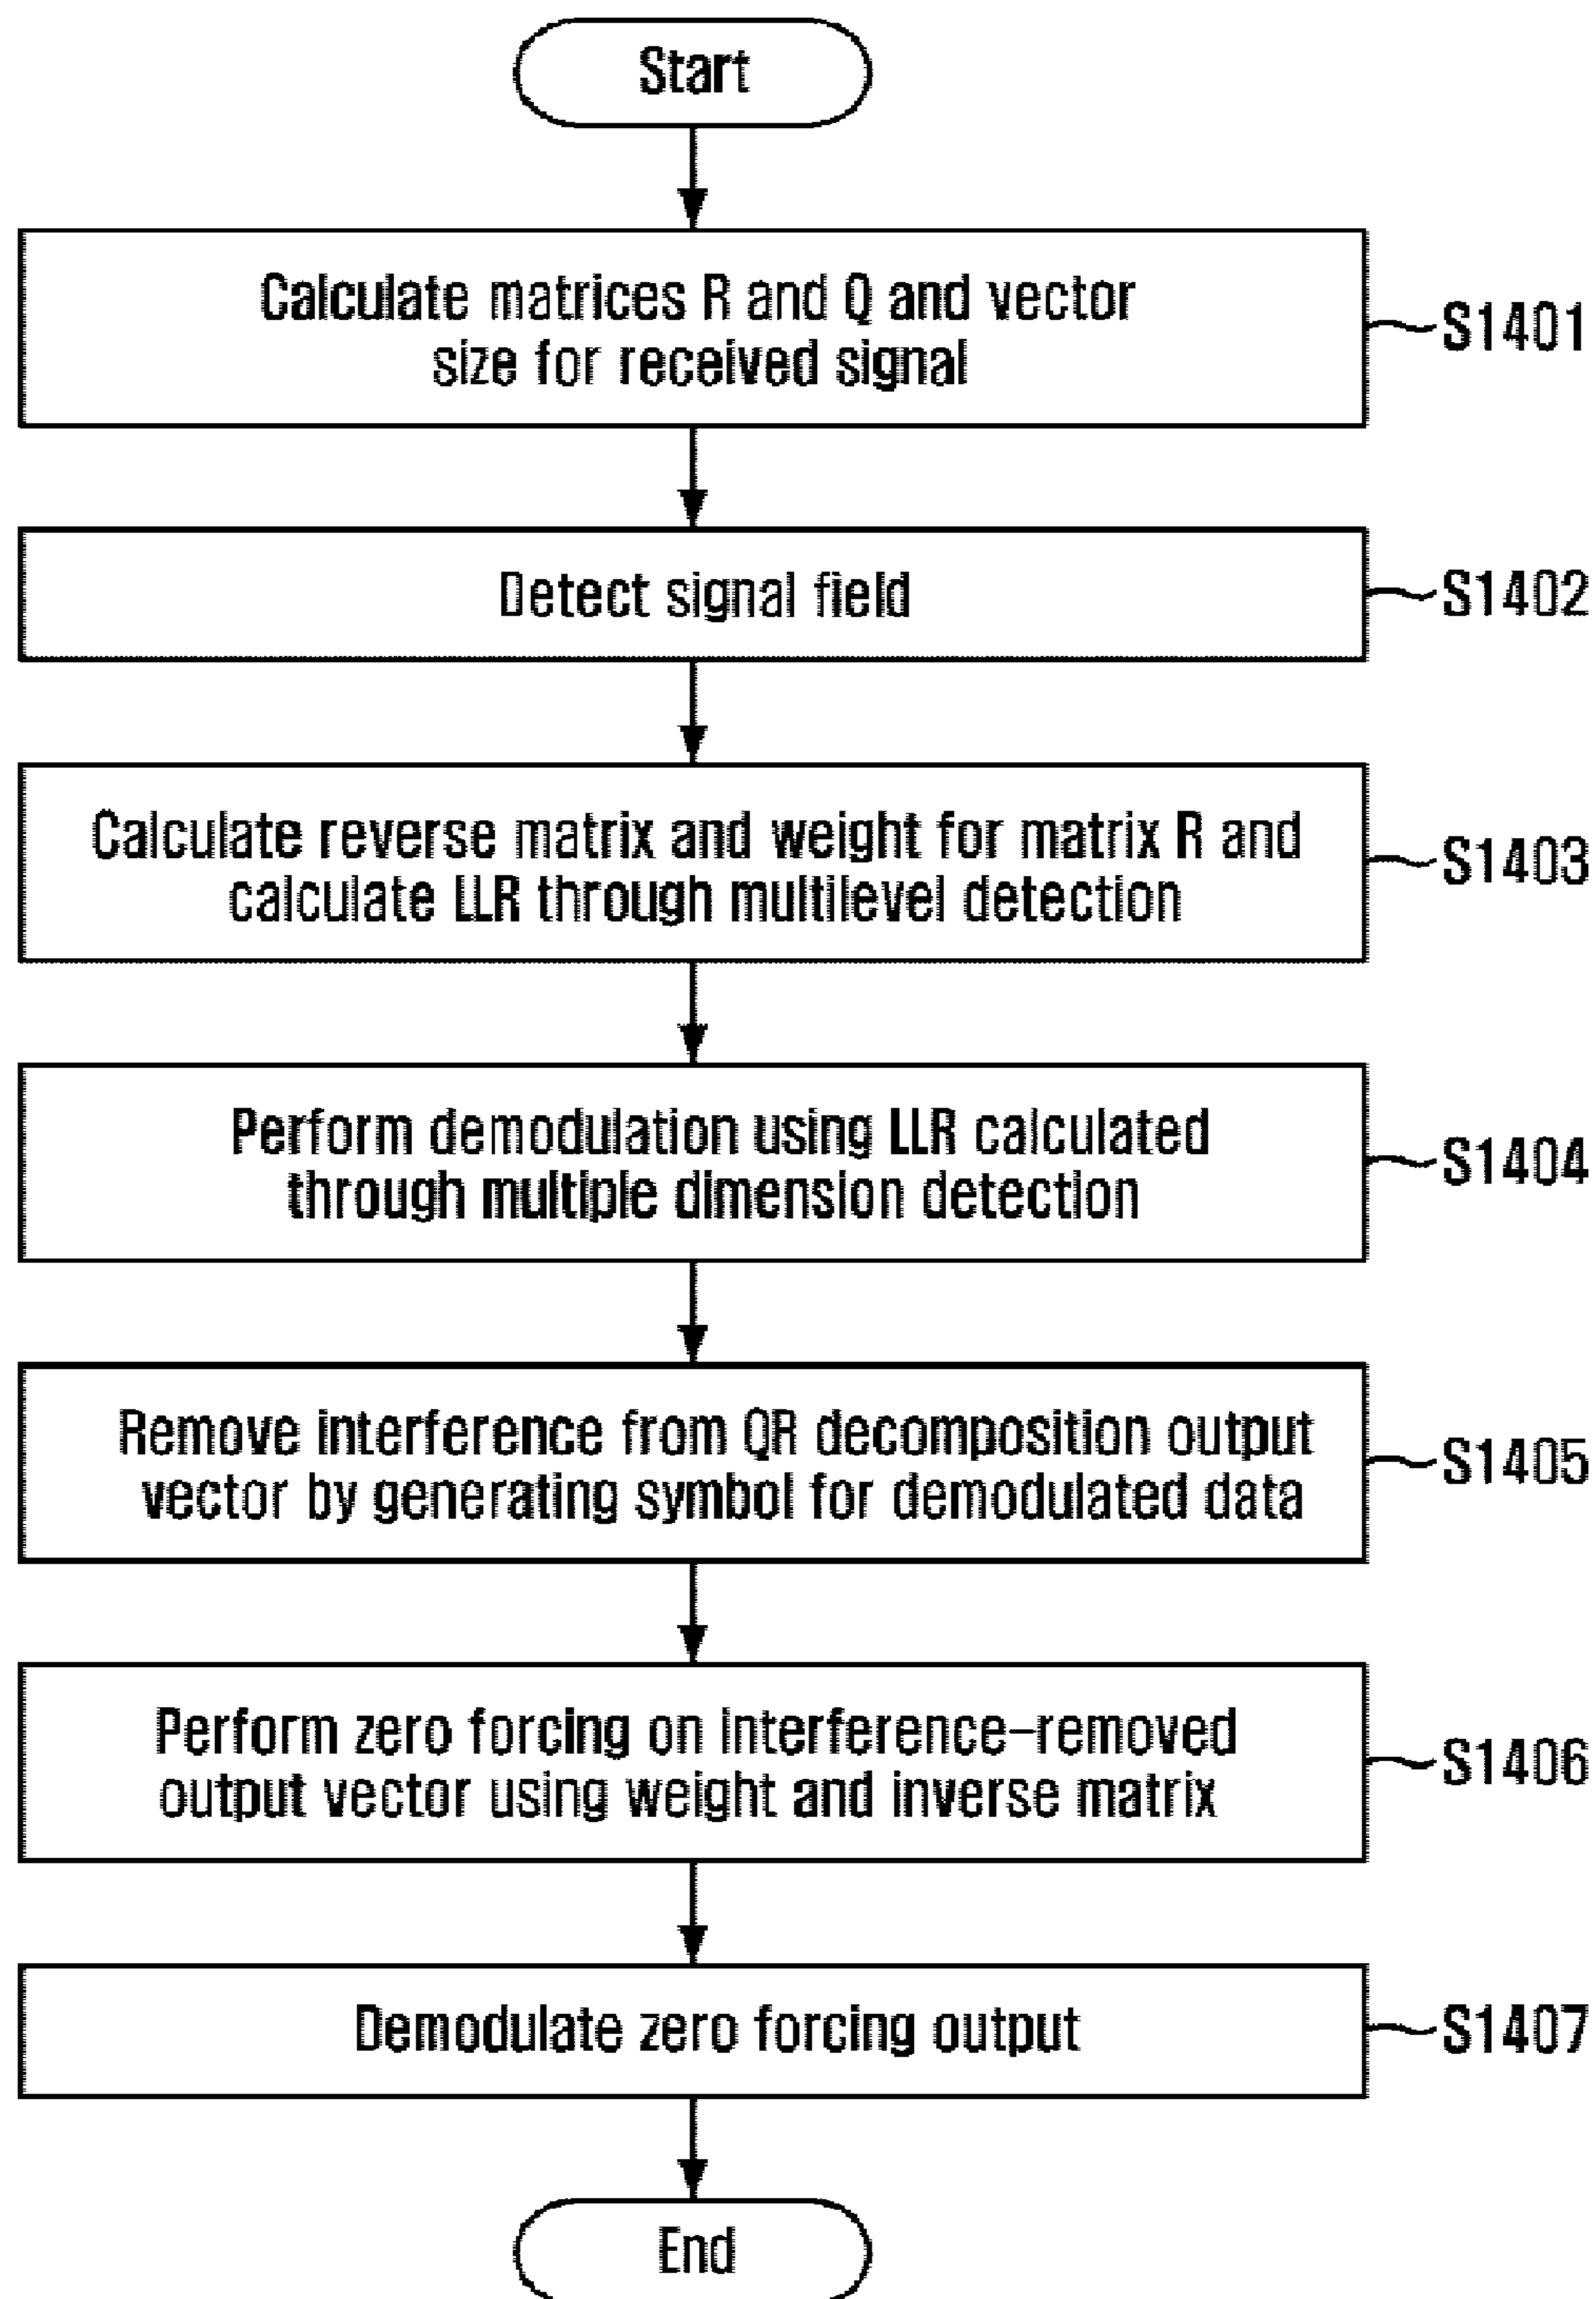 Start
Calculate matrices R and Q and vector
size for received signal
S1401
Detect signal field
S1402
Calculate reverse matrix and weight for matrix R and
calculate LLR through multilevel detection
S1403
Perform demodulation using LLR calculated
through multiple dimension detection
S1404
Remove interference from QR decomposition output
vector by generating symbol for demodulated data
S1405
Perform zero forcing on interference-removed
output vector using weight and inverse matrix
S1406
Demodulate zero forcing output
S1407
End